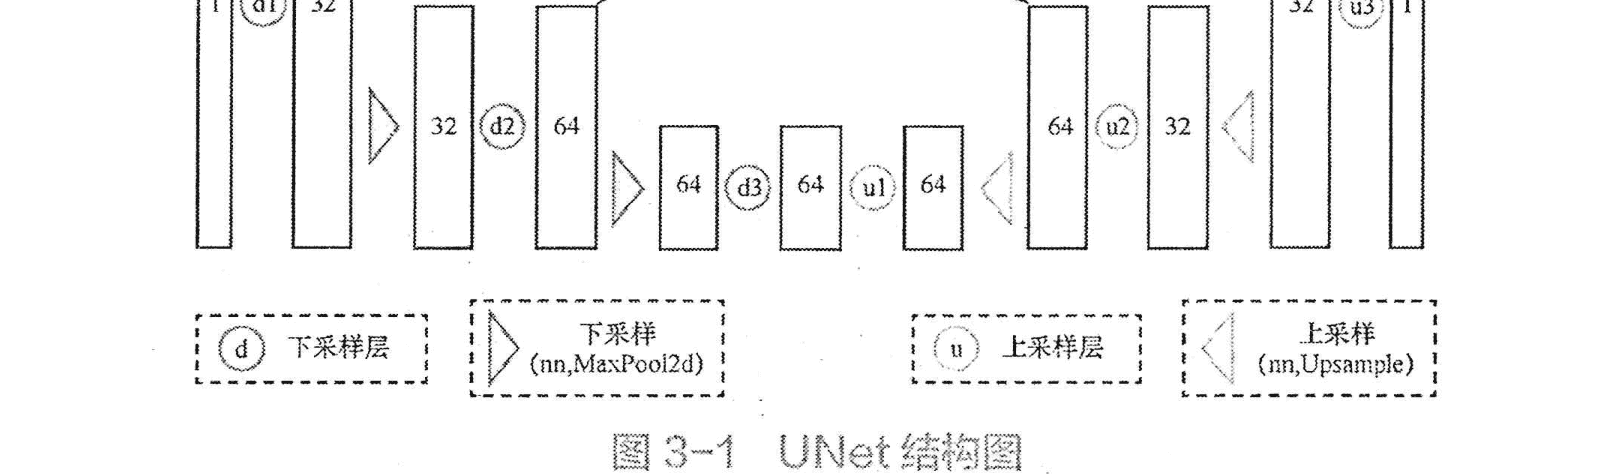 1 d1 32 32 u3 1
32 d2 64 64 u2 32
64 d3 64 u1 64
d 下采样层 下采样 u 上采样层 上采样
(nn,MaxPool2d) (nn,Upsample)
图 3-1 UNet 结构图